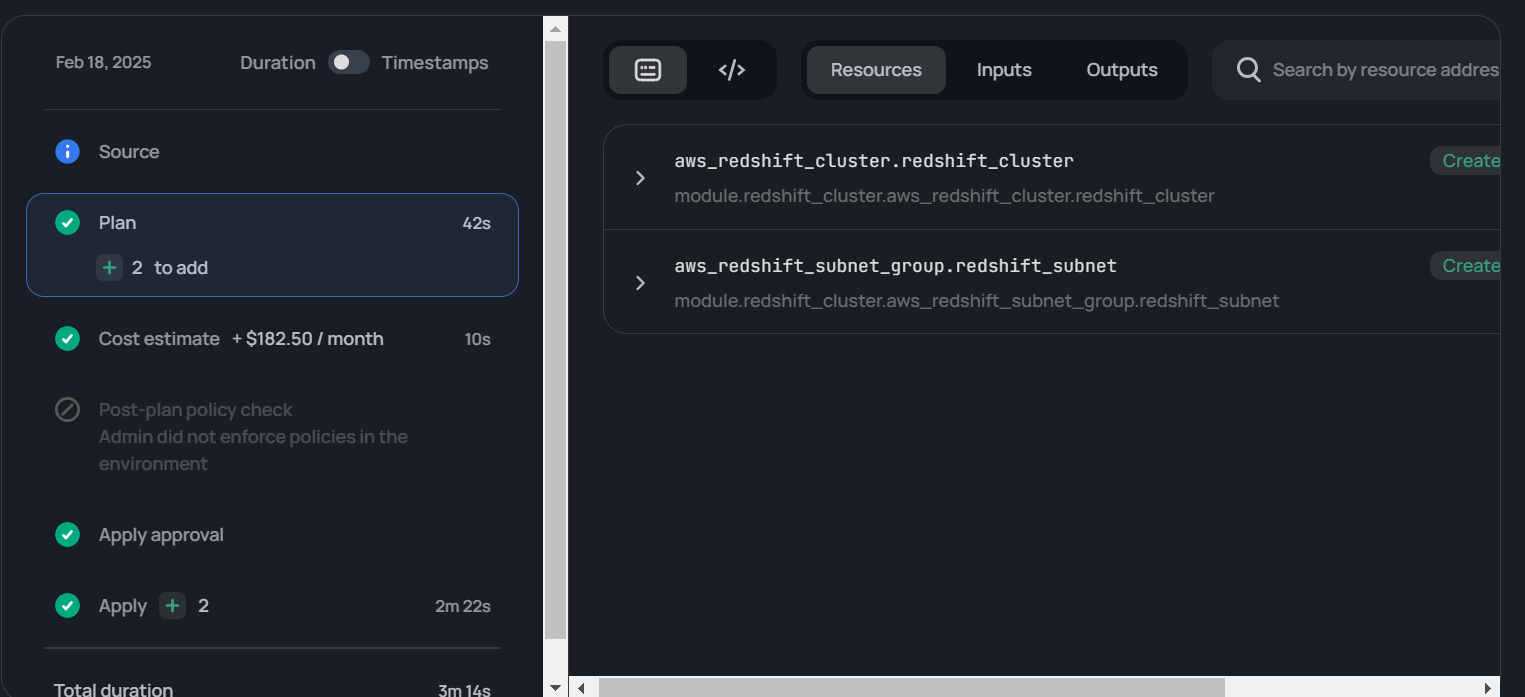 Feb 18, 2025
Duration Timestamps
Source
Plan 42s
+ 2 to add
Cost estimate + $182.50 / month 10s
Post-plan policy check
Admin did not enforce policies in the
environment
Apply approval
Apply + 2 2m 22s
Total duration 3m 14s
</> Resources Inputs Outputs Search by resource addres
aws_redshift_cluster.redshift_cluster Create
module.redshift_cluster.aws_redshift_cluster.redshift_cluster
aws_redshift_subnet_group.redshift_subnet Create
module.redshift_cluster.aws_redshift_subnet_group.redshift_subnet